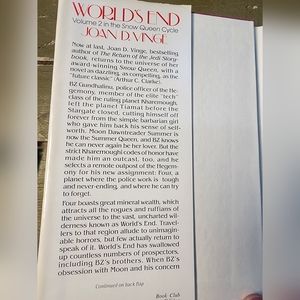 WORLD'S END
Volume 2 in the Snow Queen Cycle
JOAN D. VINGE
Now at last, Joan D. Vinge, bestselling
author of The Return of the Jedi Story-
book, returns to the universe of her
award-winning Snow Queen, with a
novel as dazzling, as compelling, as the
"future classic" (Arthur C. Clarke).
BZ Gundhalinu, police officer of the He-
gemony, member of the elite "tech"
class of the ruling planet Kharemough,
left the planet Tiamat before the
Stargate closed, cutting himself off
forever from the simple barbarian girl
who gave him back his sense of self-
worth. Moon Dawntreader Summer is
now the Summer Queen, and BZ knows
he can never again be her lover. But the
strict Kharemoughi codes of honor have
made him an outcast, too, and he
selects a remote outpost of the Hegem-
ony for his new assignment: Four, a
planet where the police work is tough
and never-ending, and where he can try
to forget.
Four boasts great mineral wealth, which
attracts all the rogues and ruffians of
the universe to the vast, uncharted wil-
derness known as World's End. Travel-
ers to that region allude to unimagin-
able horrors, but few actually return to
speak of it. World's End has swallowed
up countless numbers of prospectors,
including BZ's brothers. When BZ's
obsession with Moon and his concern
Continued on back flap
Book Club